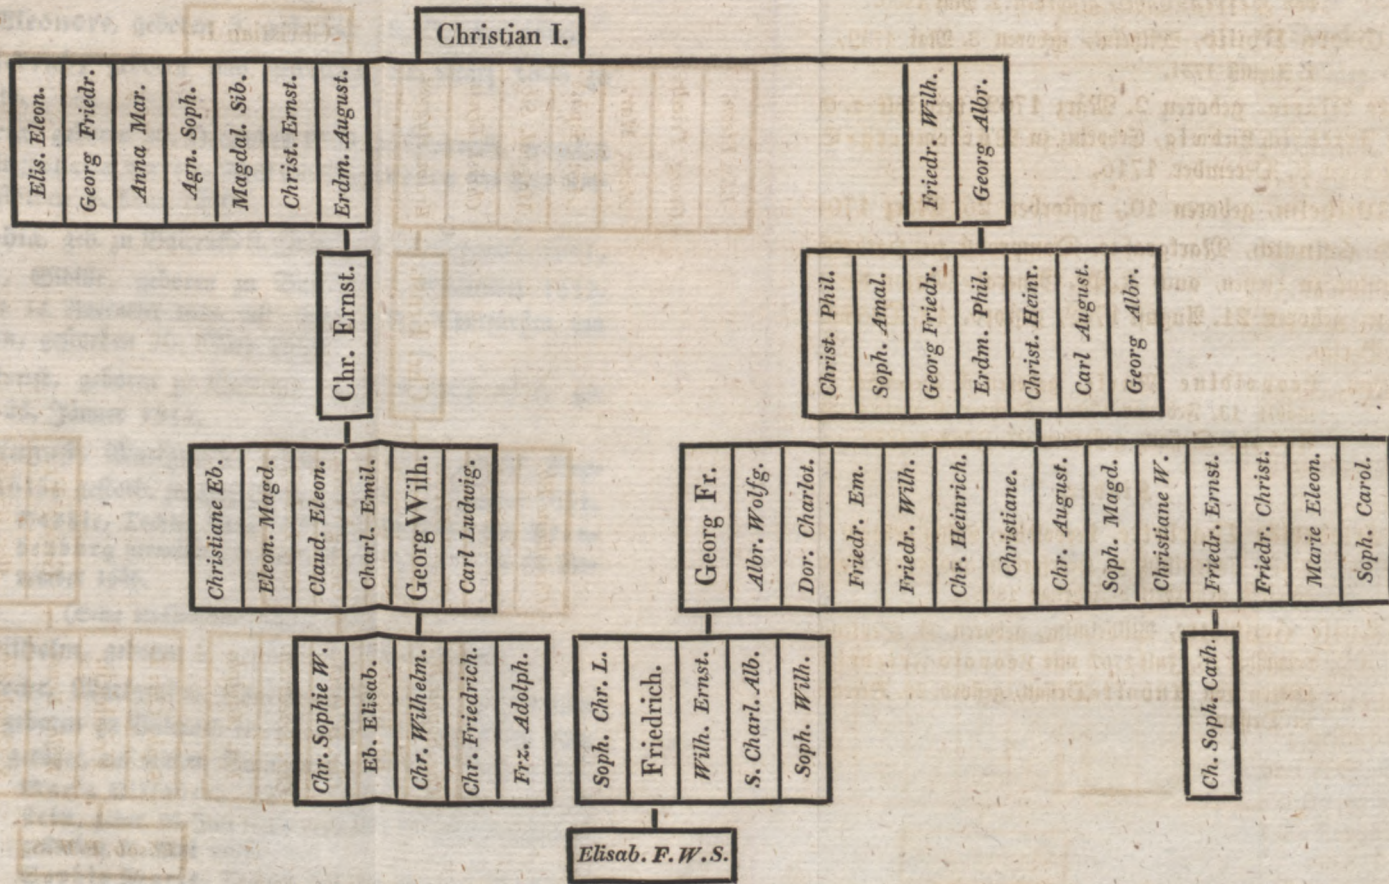 Christian I.
Elis. Eleon.
Georg Friedr.
Anna Mar.
Agn. Soph.
Magdal. Sib.
Christ. Ernst.
Erdm. August.
Friedr. Wilh.
Georg Albr.
Chr. Ernst.
Christ. Phil.
Soph. Amal.
Georg Friedr.
Erdm. Phil.
Christ. Heinr.
Carl August.
Georg Albr.
Christiane Eb.
Eleon. Magd.
Claud. Eleon.
Charl. Emil.
Georg Wilh.
Carl Ludwig.
Georg Fr.
Albr. Wolfg.
Dor. Charlot.
Friedr. Em.
Friedr. Wilh.
Chr. Heinrich.
Christiane.
Chr. August.
Soph. Magd.
Christiane W.
Friedr. Ernst.
Friedr. Christ.
Marie Eleon.
Soph. Carol.
Chr. Sophie W.
Eb. Elisab.
Chr. Wilhelm.
Chr. Friedrich.
Frz. Adolph.
Soph. Chr. L.
Friedrich.
Wilh. Ernst.
S. Charl. Alb.
Soph. Wilh.
Ch. Soph. Cath.
Elisab. F. W. S.